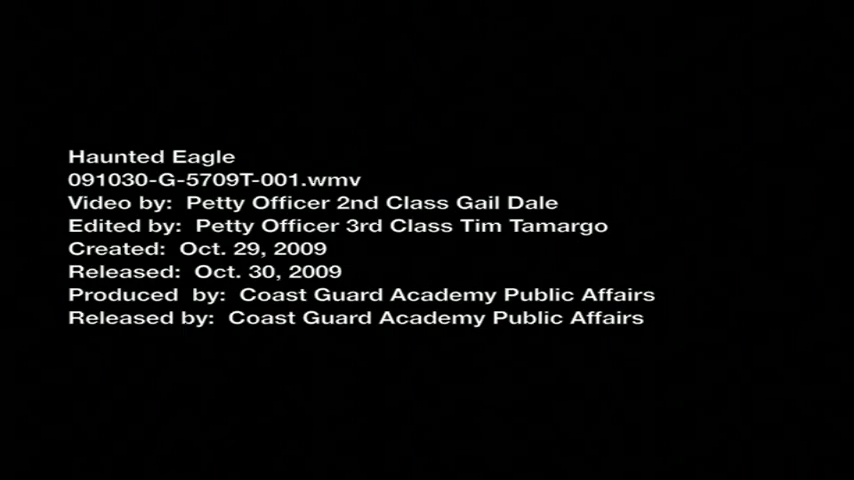 Haunted Eagle
091030-G-5709T-001.wmv
Video by:  Petty Officer 2nd Class Gail Dale
Edited by:  Petty Officer 3rd Class Tim Tamargo
Created:  Oct. 29, 2009
Released:  Oct. 30, 2009
Produced  by:  Coast Guard Academy Public Affairs
Released by:  Coast Guard Academy Public Affairs